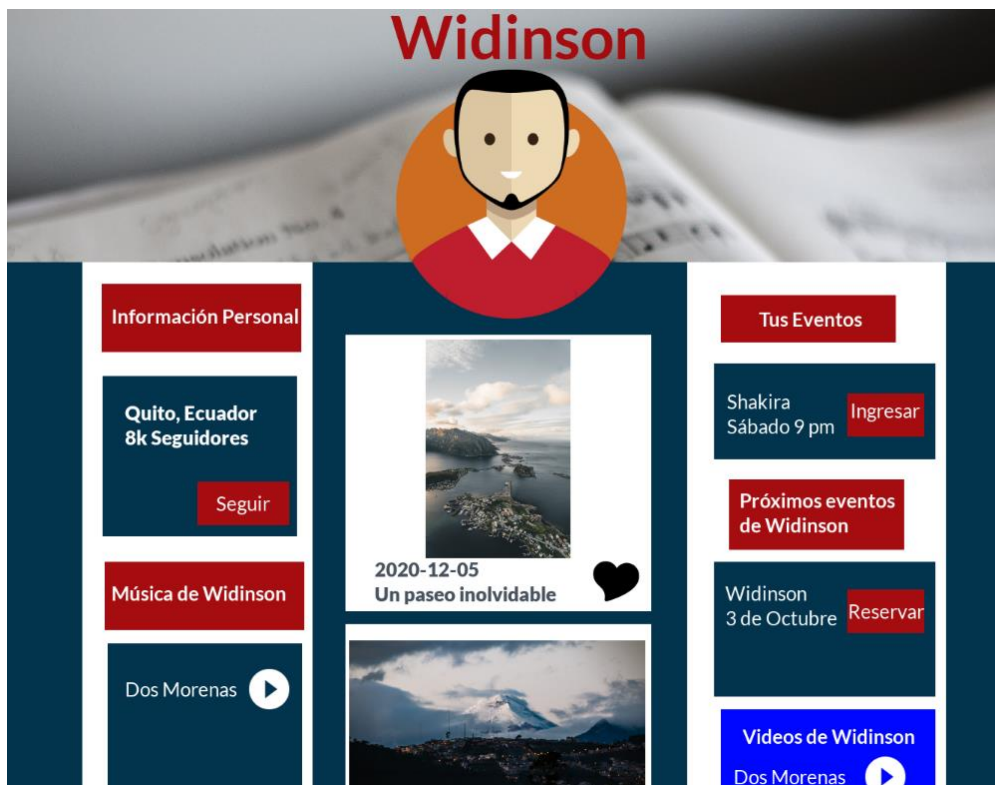 Widinson
Información Personal
Quito, Ecuador
8k Seguidores
Seguir
Música de Widinson
Dos Morenas
2020-12-05
Un paseo inolvidable
Tus Eventos
Shakira
Sábado 9 pm
Ingresar
Próximos eventos
de Widinson
Widinson
3 de Octubre
Reservar
Videos de Widinson
Dos Morenas